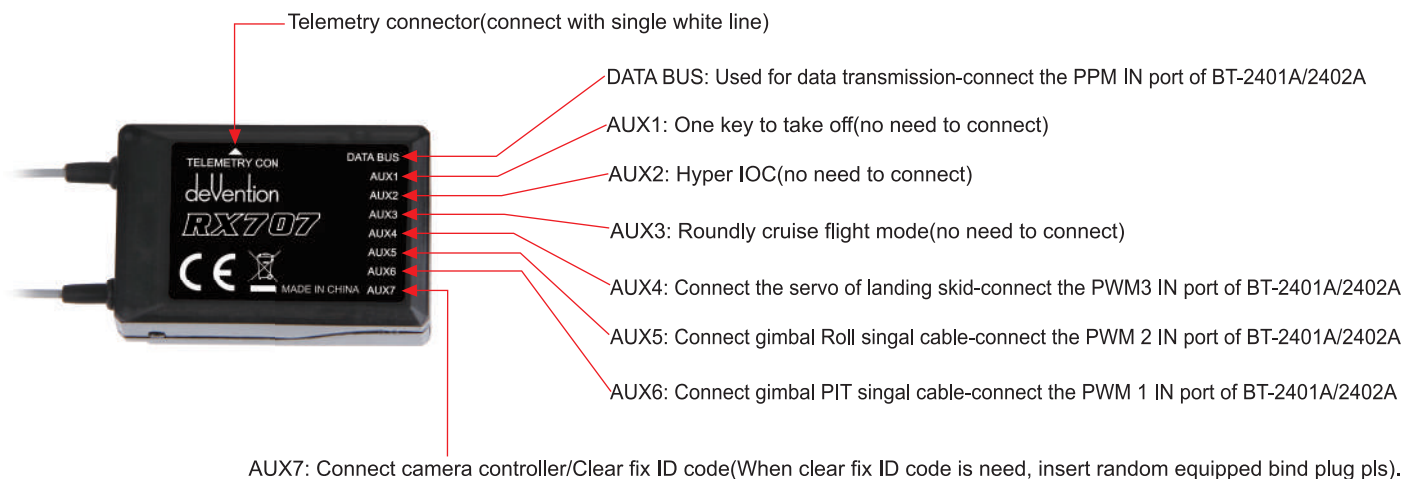 Telemetry connector(connect with single white line)
DATA BUS: Used for data transmission-connect the PPM IN port of BT-2401A/2402A
AUX1: One key to take off(no need to connect)
AUX2: Hyper IOC(no need to connect)
AUX3: Roundly cruise flight mode(no need to connect)
AUX4: Connect the servo of landing skid-connect the PWM3 IN port of BT-2401A/2402A
AUX5: Connect gimbal Roll singal cable-connect the PWM 2 IN port of BT-2401A/2402A
AUX6: Connect gimbal PIT singal cable-connect the PWM 1 IN port of BT-2401A/2402A
AUX7: Connect camera controller/Clear fix ID code(When clear fix ID code is need, insert random equipped bind plug pls).
TELEMETRY CON
deVention
RX707
CE
MADE IN CHINA
DATA BUS
AUX1
AUX2
AUX3
AUX4
AUX5
AUX6
AUX7